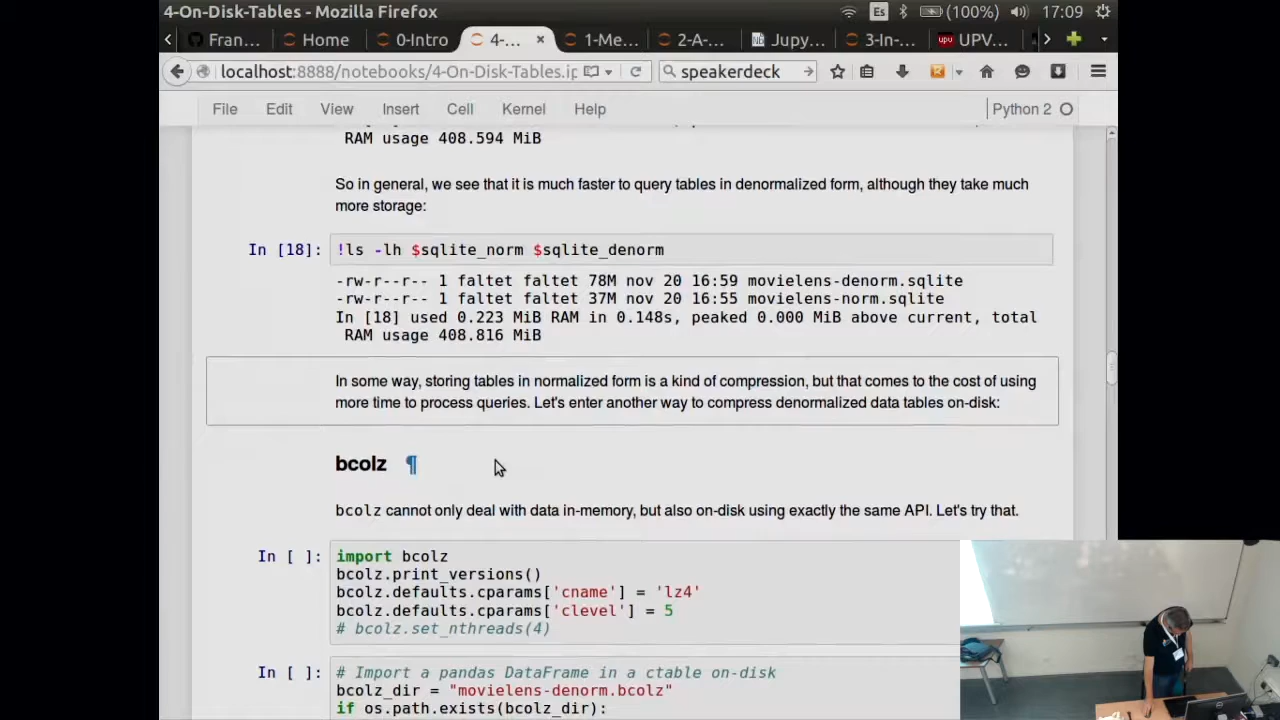 4-On-Disk-Tables - Mozilla Firefox Es (100%) 17:09
Fran... Home 0-Intro 4-... 1-Me... 2-A-... Jupy... 3-In-... UPV...
localhost:8888/notebooks/4-On-Disk-Tables.ip speakerdeck
File Edit View Insert Cell Kernel Help Python 2
RAM usage 408.594 MiB
So in general, we see that it is much faster to query tables in denormalized form, although they take much
more storage:
In [18]: !ls -lh $sqlite_norm $sqlite_denorm
-rw-r--r-- 1 faltet faltet 78M nov 20 16:59 movielens-denorm.sqlite
-rw-r--r-- 1 faltet faltet 37M nov 20 16:55 movielens-norm.sqlite
In [18] used 0.223 MiB RAM in 0.148s, peaked 0.000 MiB above current, total
RAM usage 408.816 MiB
In some way, storing tables in normalized form is a kind of compression, but that comes to the cost of using
more time to process queries. Let's enter another way to compress denormalized data tables on-disk:
bcolz ¶
bcolz cannot only deal with data in-memory, but also on-disk using exactly the same API. Let's try that.
In [ ]: import bcolz
bcolz.print_versions()
bcolz.defaults.cparams['cname'] = 'lz4'
bcolz.defaults.cparams['clevel'] = 5
# bcolz.set_nthreads(4)
In [ ]: # Import a pandas DataFrame in a ctable on-disk
bcolz_dir = "movielens-denorm.bcolz"
if os.path.exists(bcolz_dir):